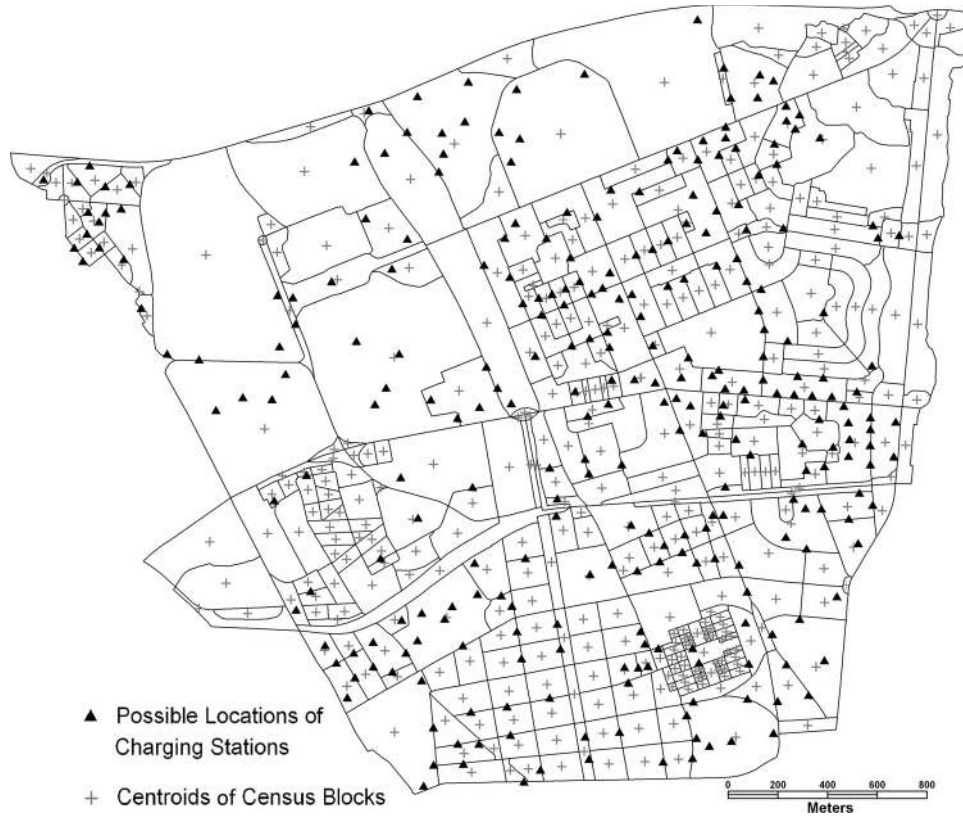 Possible Locations of
Charging Stations
Centroids of Census Blocks
0 200 400 600 800
Meters